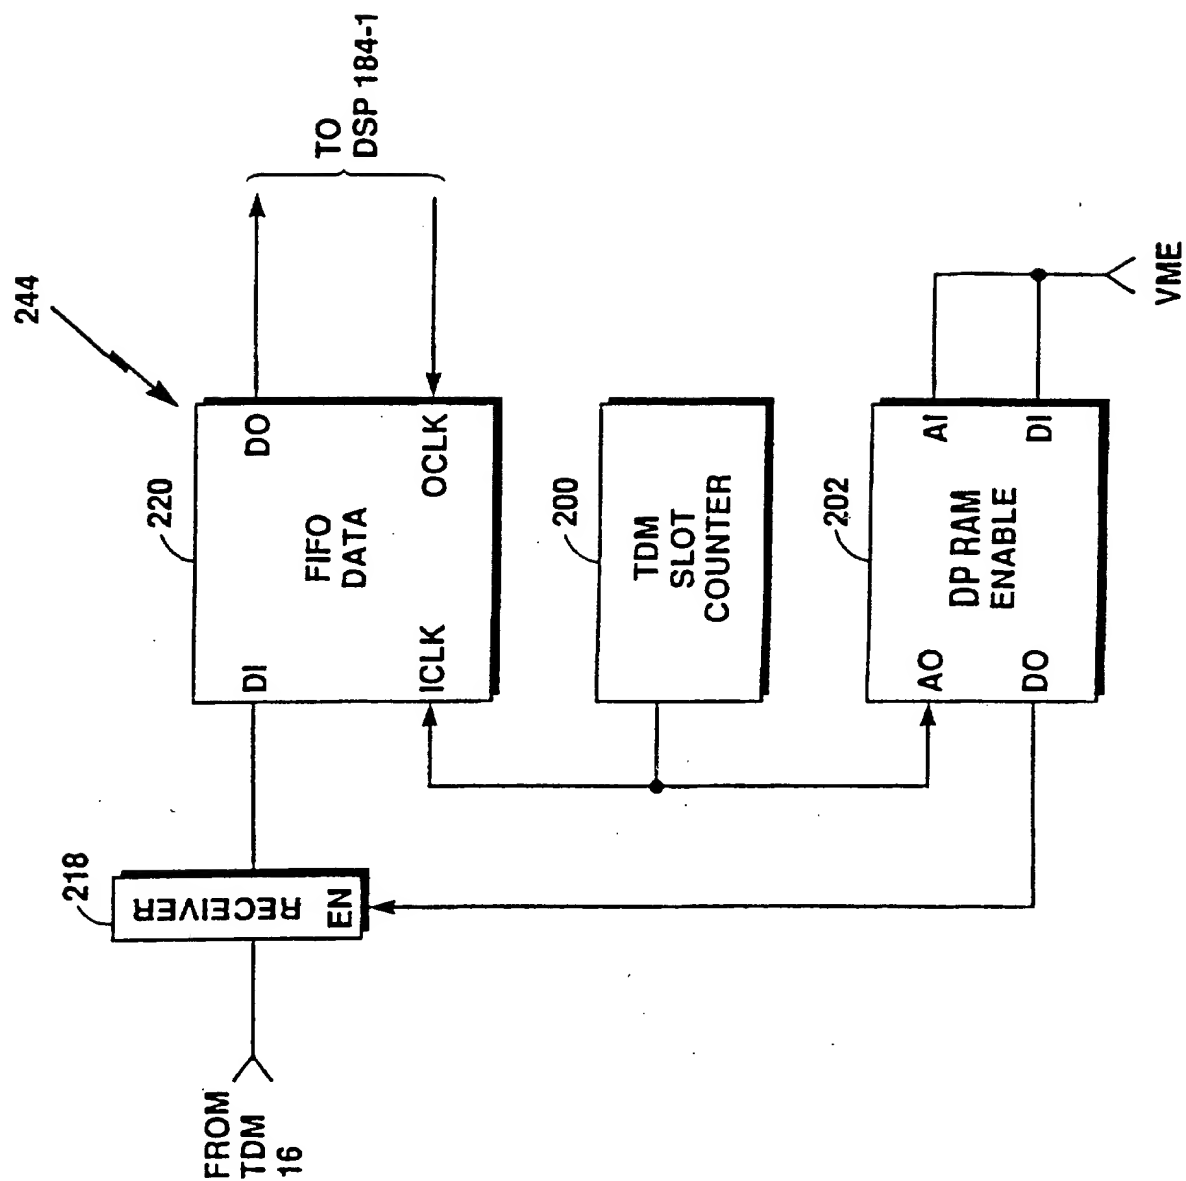 244
TO
DSP 184-1
220
DI
DO
FIFO
DATA
ICLK
OCLK
218
RECEIVER
EN
FROM
TDM
16
200
TDM
SLOT
COUNTER
202
AO
AI
DP RAM
ENABLE
DO
DI
VME